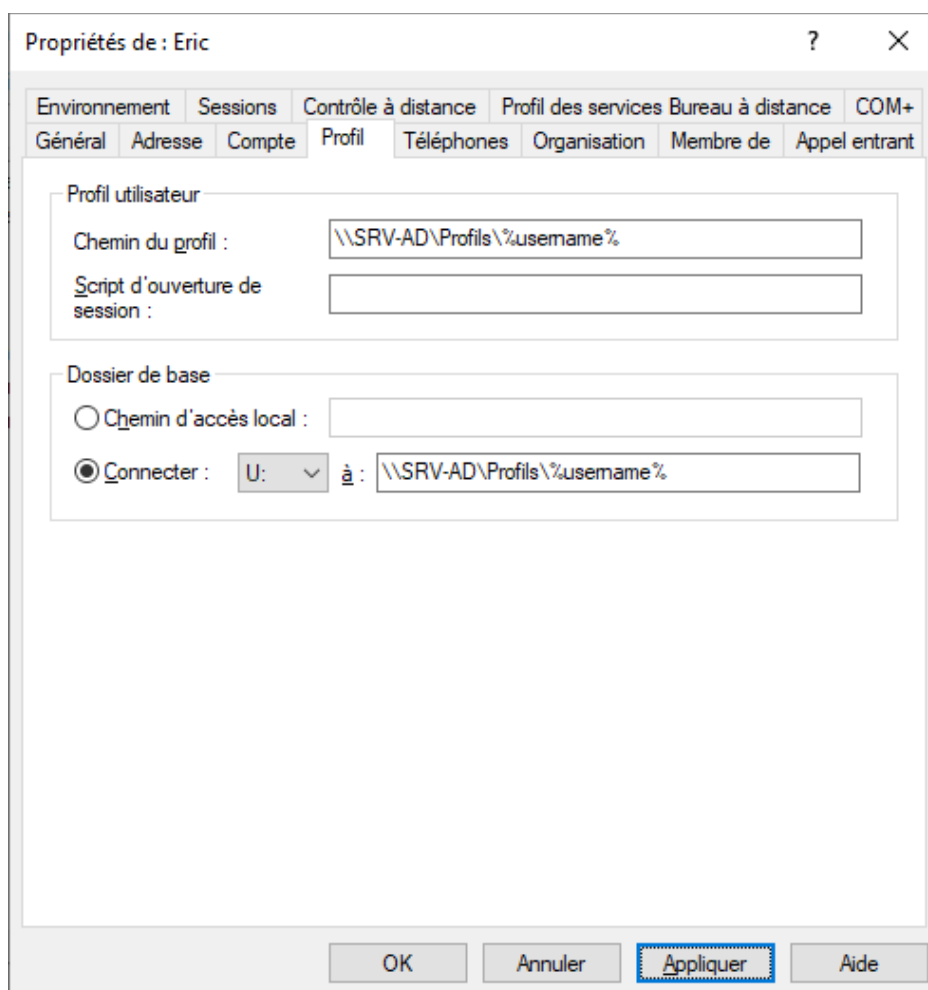 Propriétés de : Eric ? ✕
Environnement Sessions Contrôle à distance Profil des services Bureau à distance COM+
Général Adresse Compte Profil Téléphones Organisation Membre de Appel entrant
Profil utilisateur
Chemin du profil : \\SRV-AD\Profils\%username%
Script d'ouverture de
session :
Dossier de base
Chemin d'accès local :
Connecter : U: à : \\SRV-AD\Profils\%username%
OK Annuler Appliquer Aide